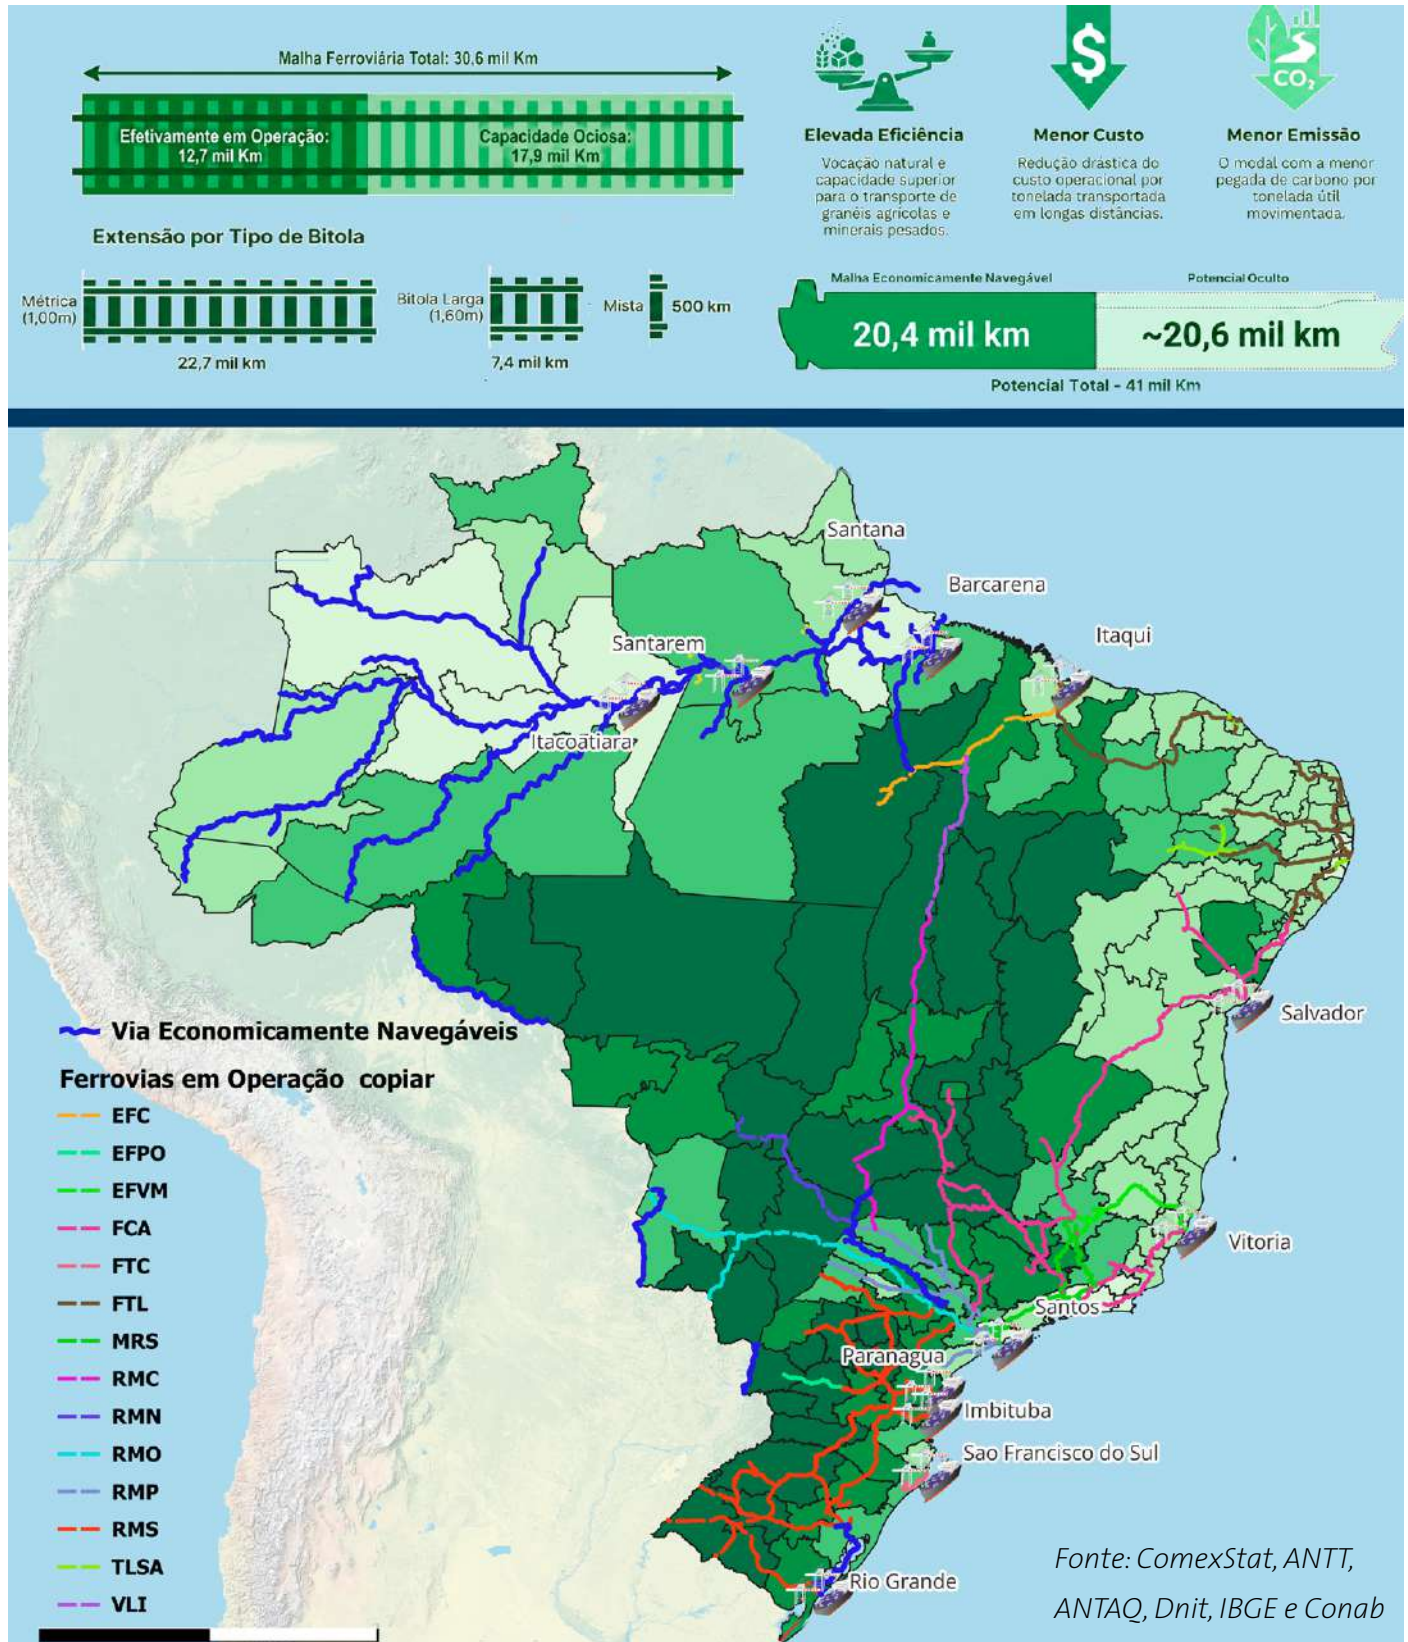 Malha Ferroviária Total: 30,6 mil Km
Efetivamente em Operação:
12,7 mil Km
Capacidade Ociosa:
17,9 mil Km
Extensão por Tipo de Bitola
Métrica
(1,00m)
22,7 mil km
Bitola Larga
(1,60m)
7,4 mil km
Mista
500 km
$
CO₂
Elevada Eficiência
Vocação natural e
capacidade superior
para o transporte de
granéis agrícolas e
minerais pesados.
Menor Custo
Redução drástica do
custo operacional por
tonelada transportada
em longas distâncias.
Menor Emissão
O modal com a menor
pegada de carbono por
tonelada útil
movimentada.
Malha Economicamente Navegável
Potencial Oculto
20,4 mil km
~20,6 mil km
Potencial Total - 41 mil Km
Santana
Barcarena
Itaqui
Santarem
Itacoatiara
Salvador
Vitoria
Santos
Paranagua
Imbituba
Sao Francisco do Sul
Rio Grande
Via Economicamente Navegáveis
Ferrovias em Operação copiar
EFC
EFPO
EFVM
FCA
FTC
FTL
MRS
RMC
RMN
RMO
RMP
RMS
TLSA
VLI
Fonte: ComexStat, ANTT,
ANTAQ, Dnit, IBGE e Conab